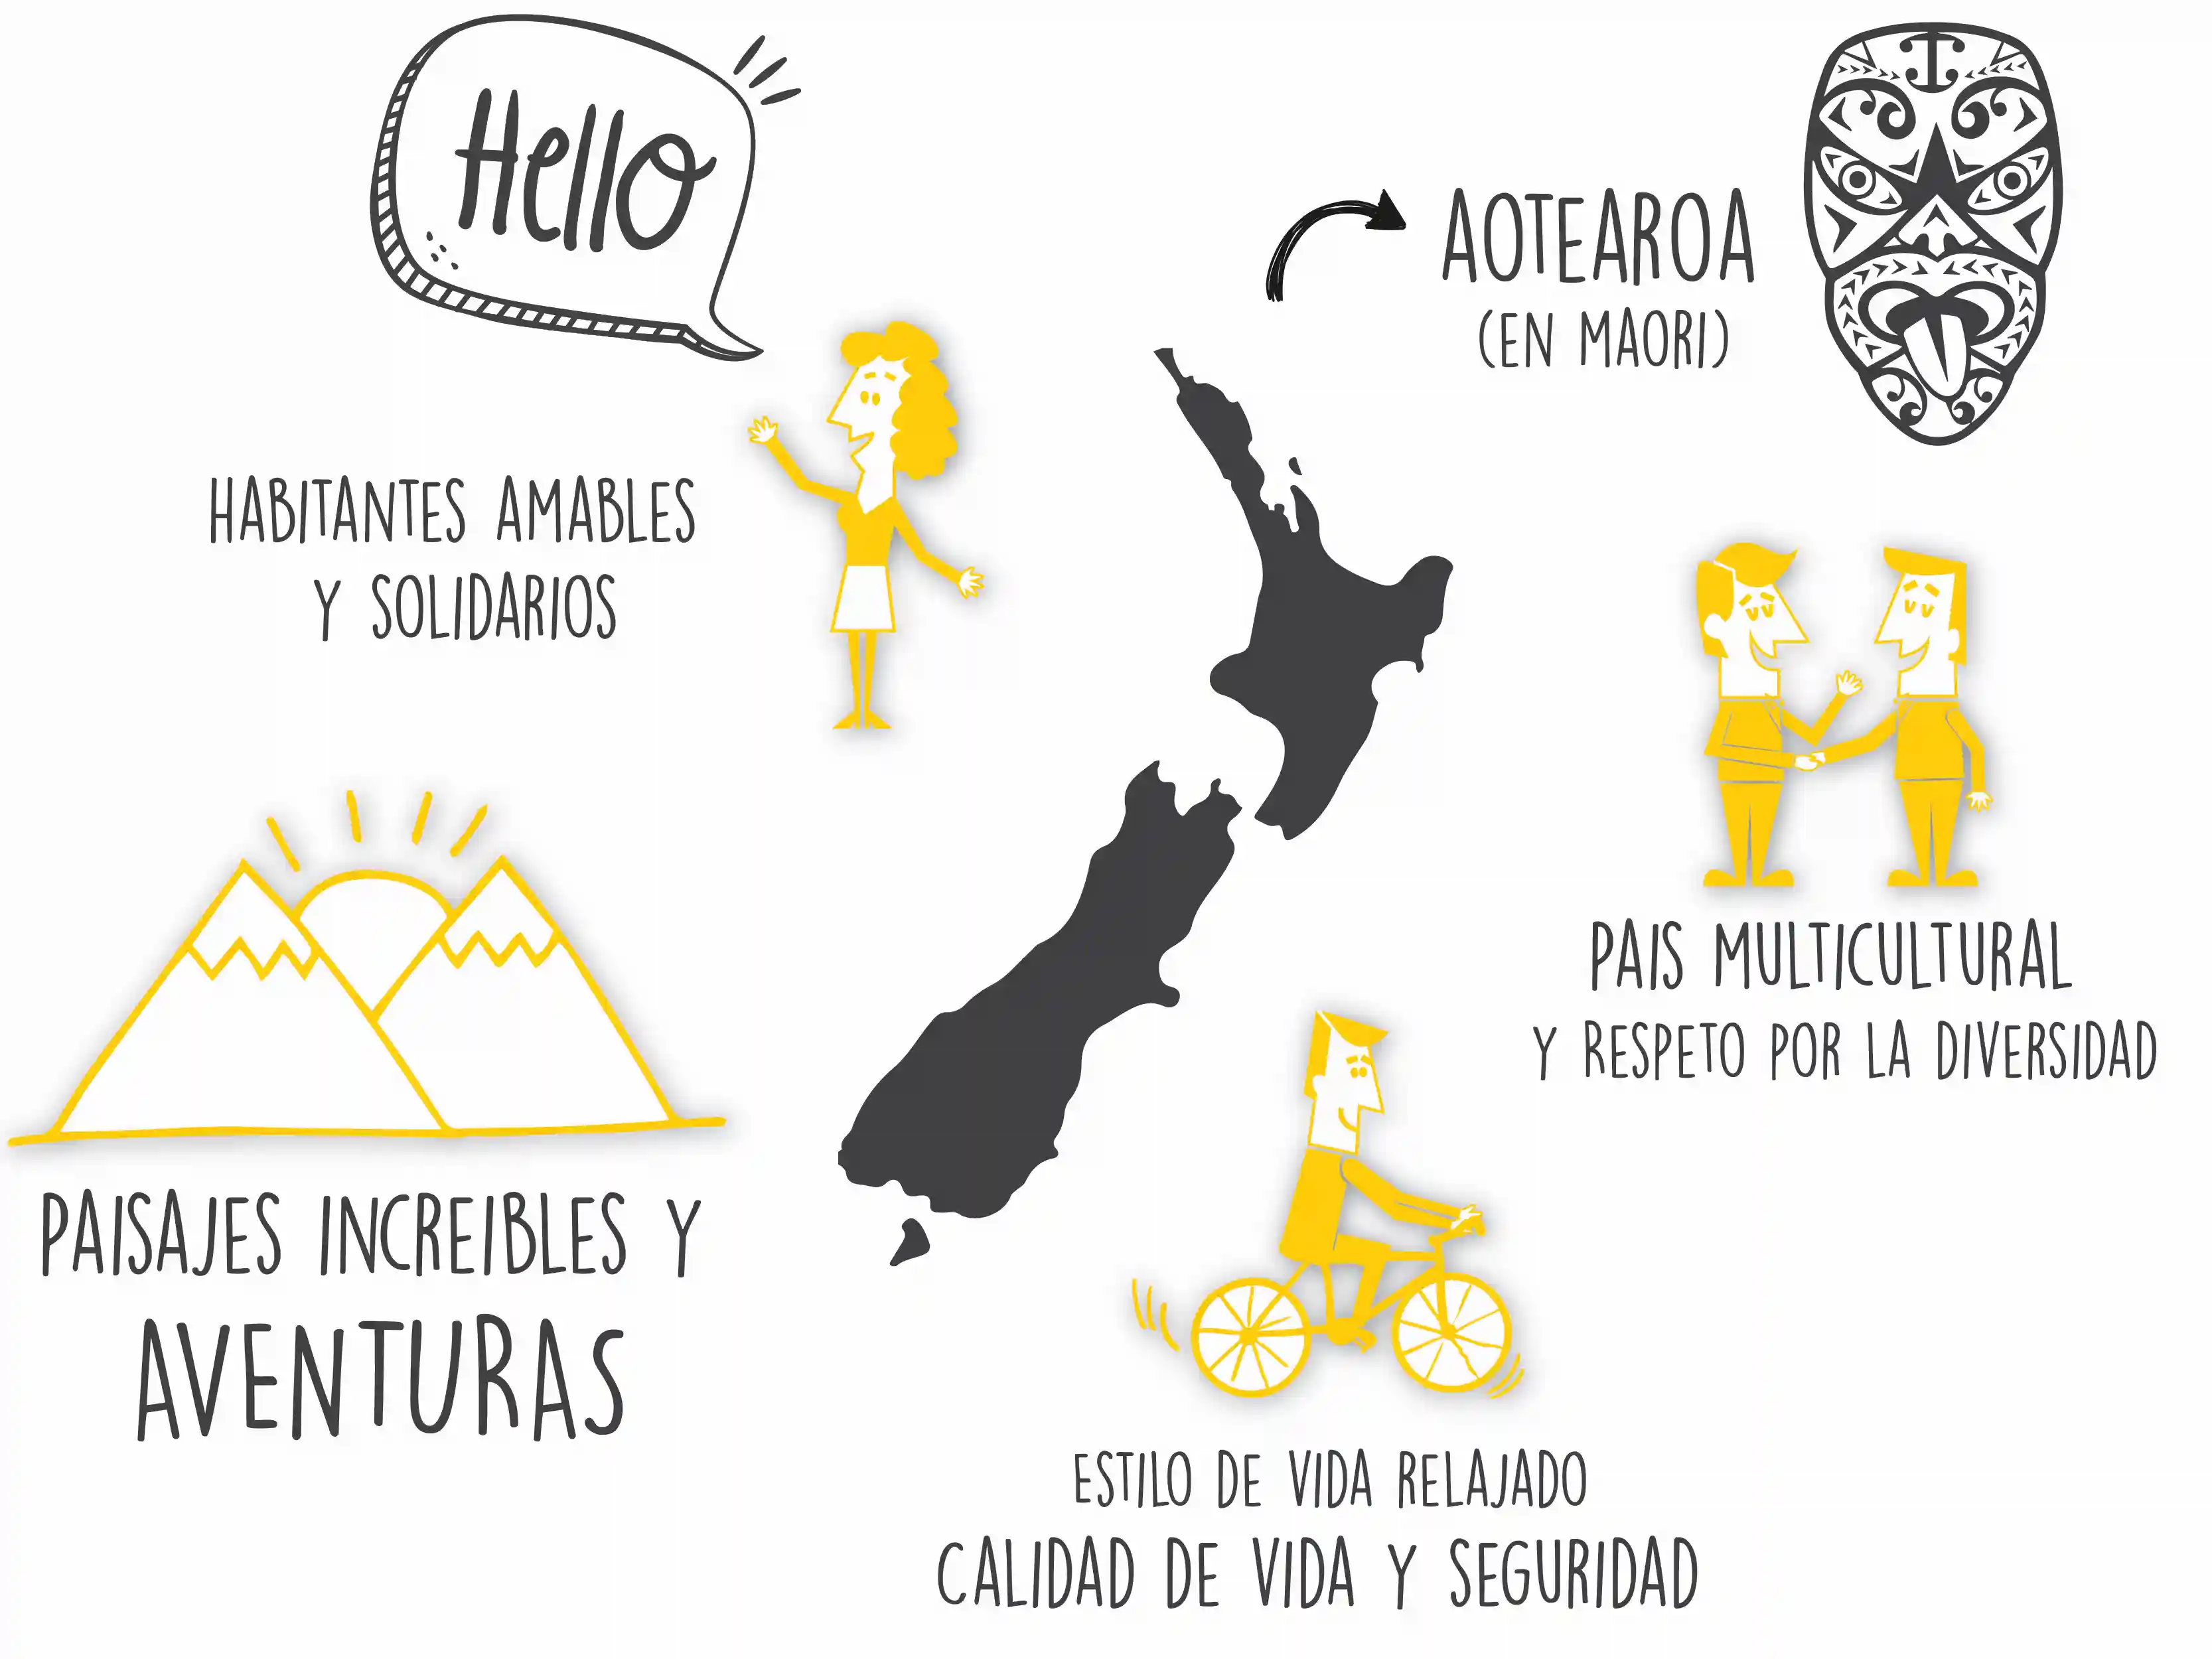 Hello
AOTEAROA
(EN MAORI)
HABITANTES AMABLES
Y SOLIDARIOS
PAIS MULTICULTURAL
Y RESPETO POR LA DIVERSIDAD
PAISAJES INCREIBLES Y
AVENTURAS
ESTILO DE VIDA RELAJADO
CALIDAD DE VIDA Y SEGURIDAD